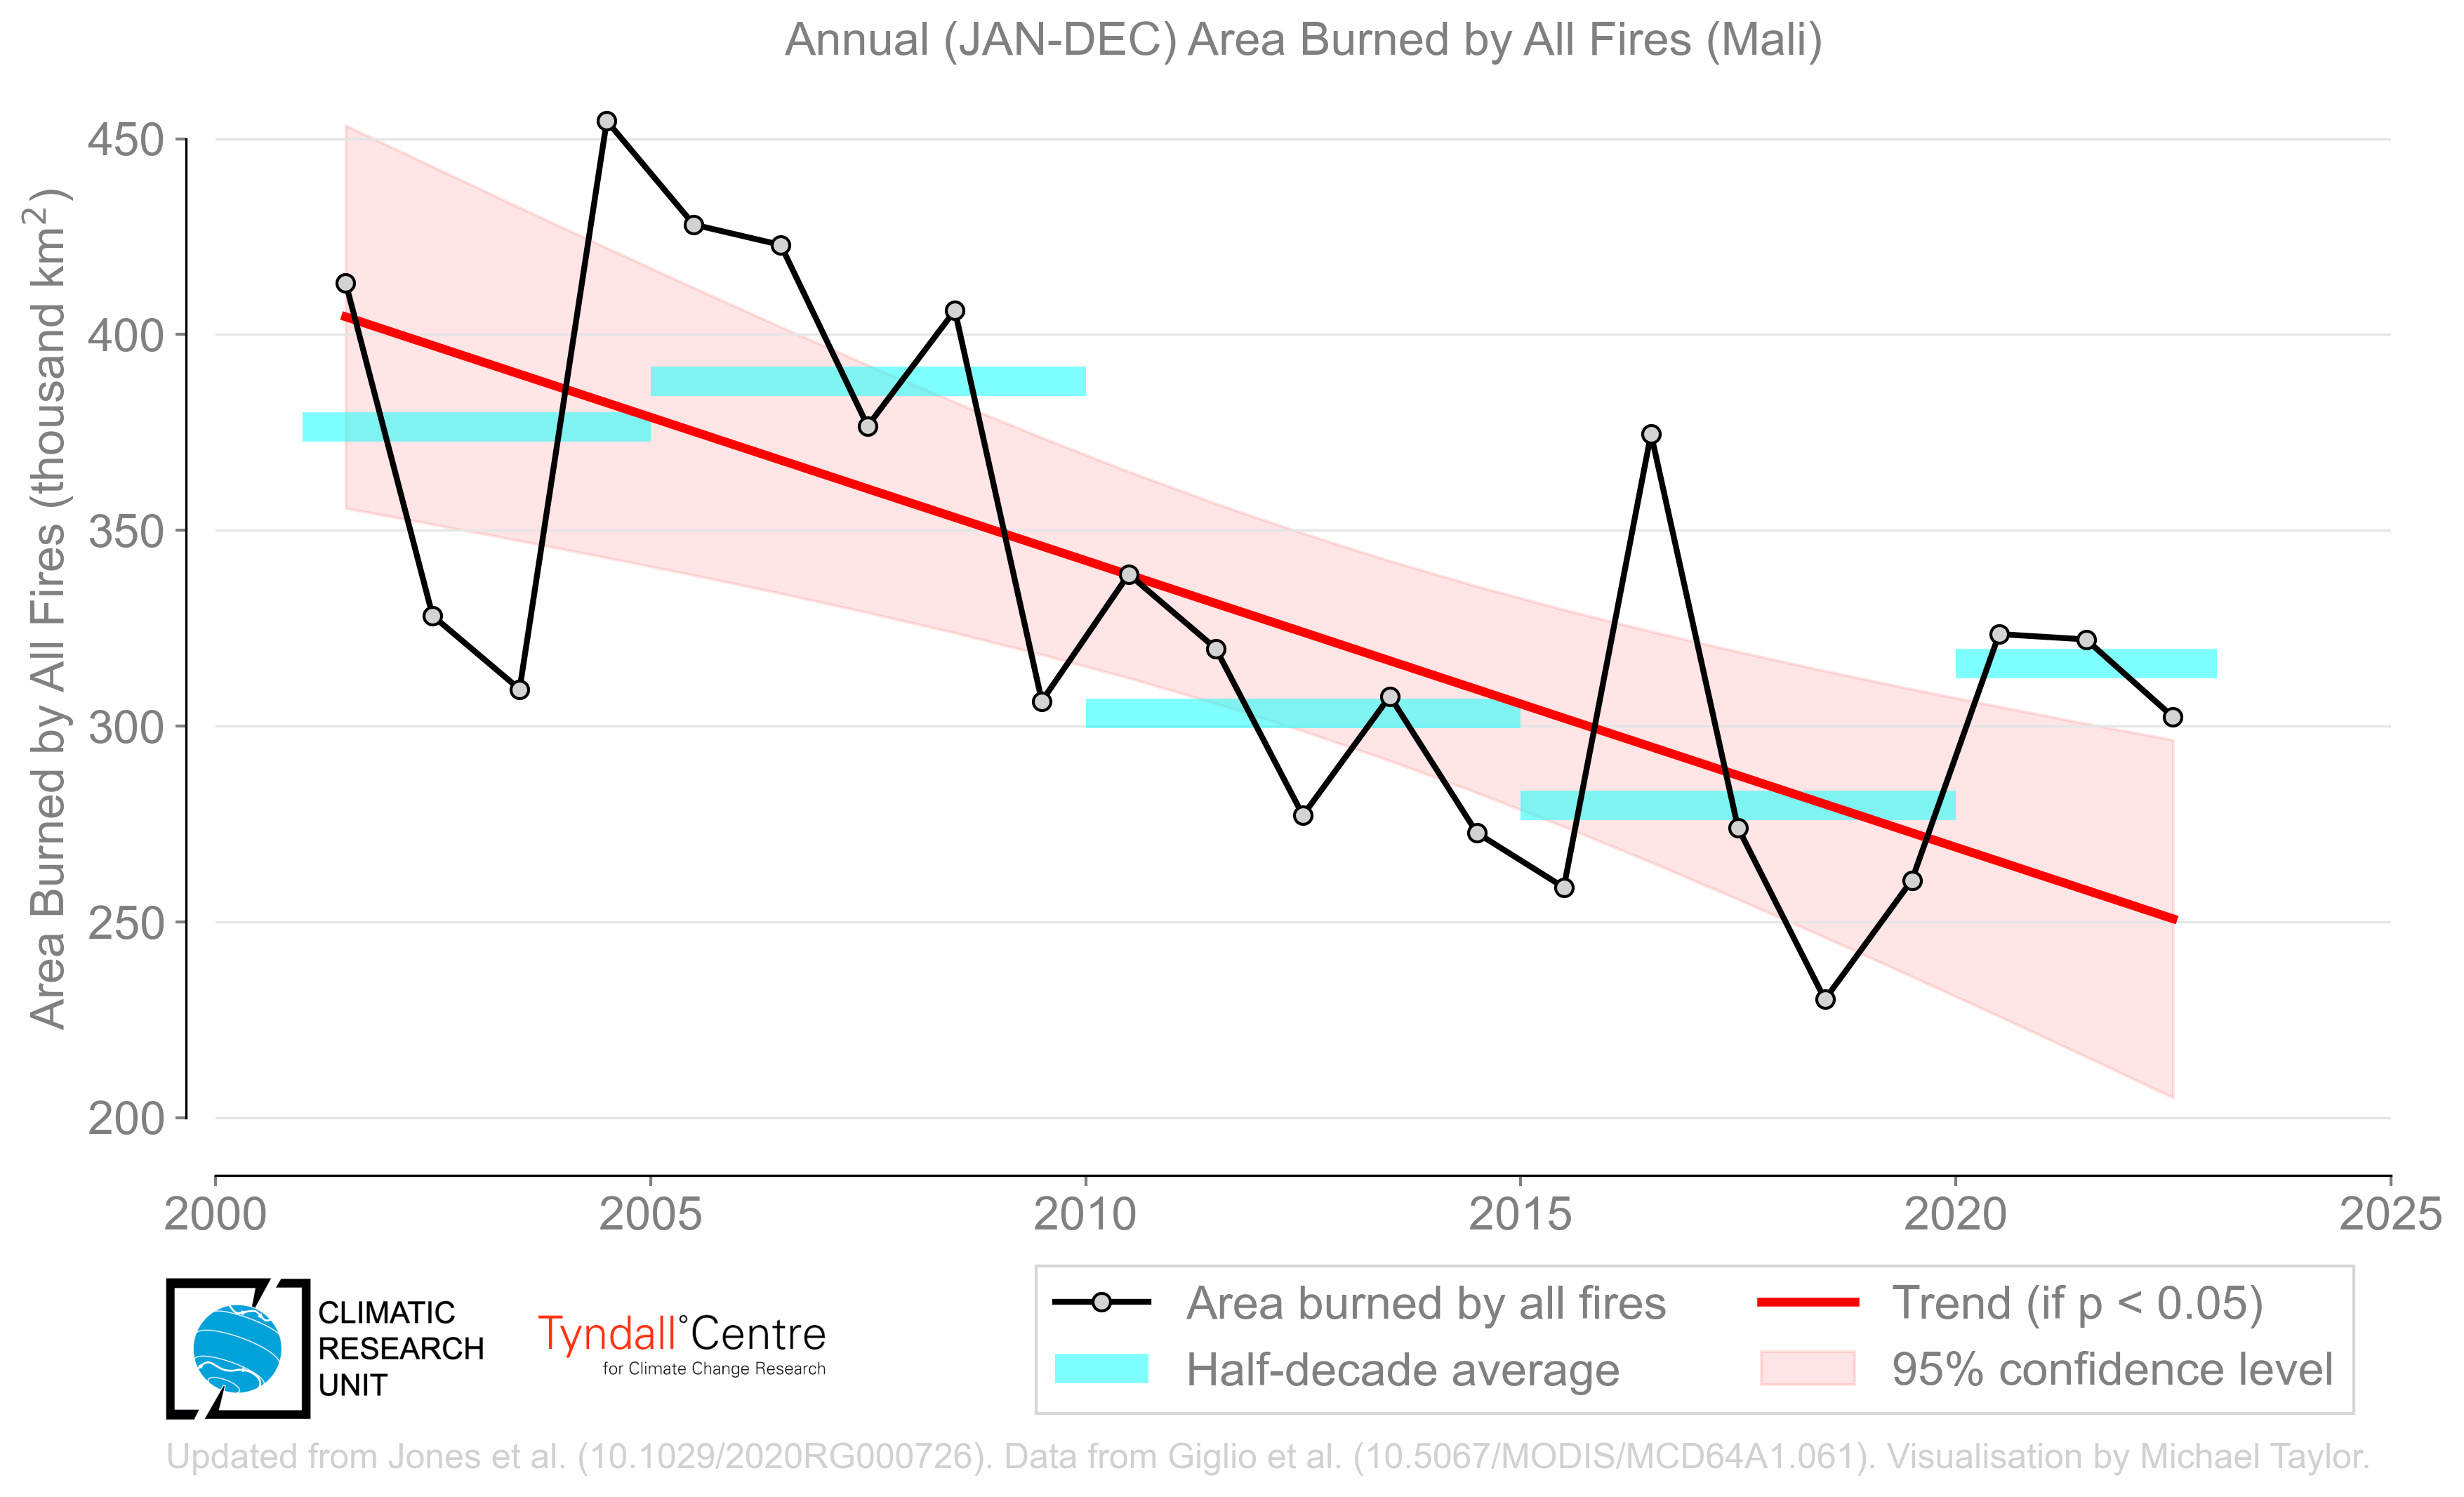 Annual (JAN-DEC) Area Burned by All Fires (Mali)
Area Burned by All Fires (thousand km²)
450
400
350
300
250
200
2000
2005
2010
2015
2020
2025
Area burned by all fires
Half-decade average
Trend (if p < 0.05)
95% confidence level
CLIMATIC
RESEARCH
UNIT
Tyndall°Centre
for Climate Change Research
Updated from Jones et al. (10.1029/2020RG000726). Data from Giglio et al. (10.5067/MODIS/MCD64A1.061). Visualisation by Michael Taylor.